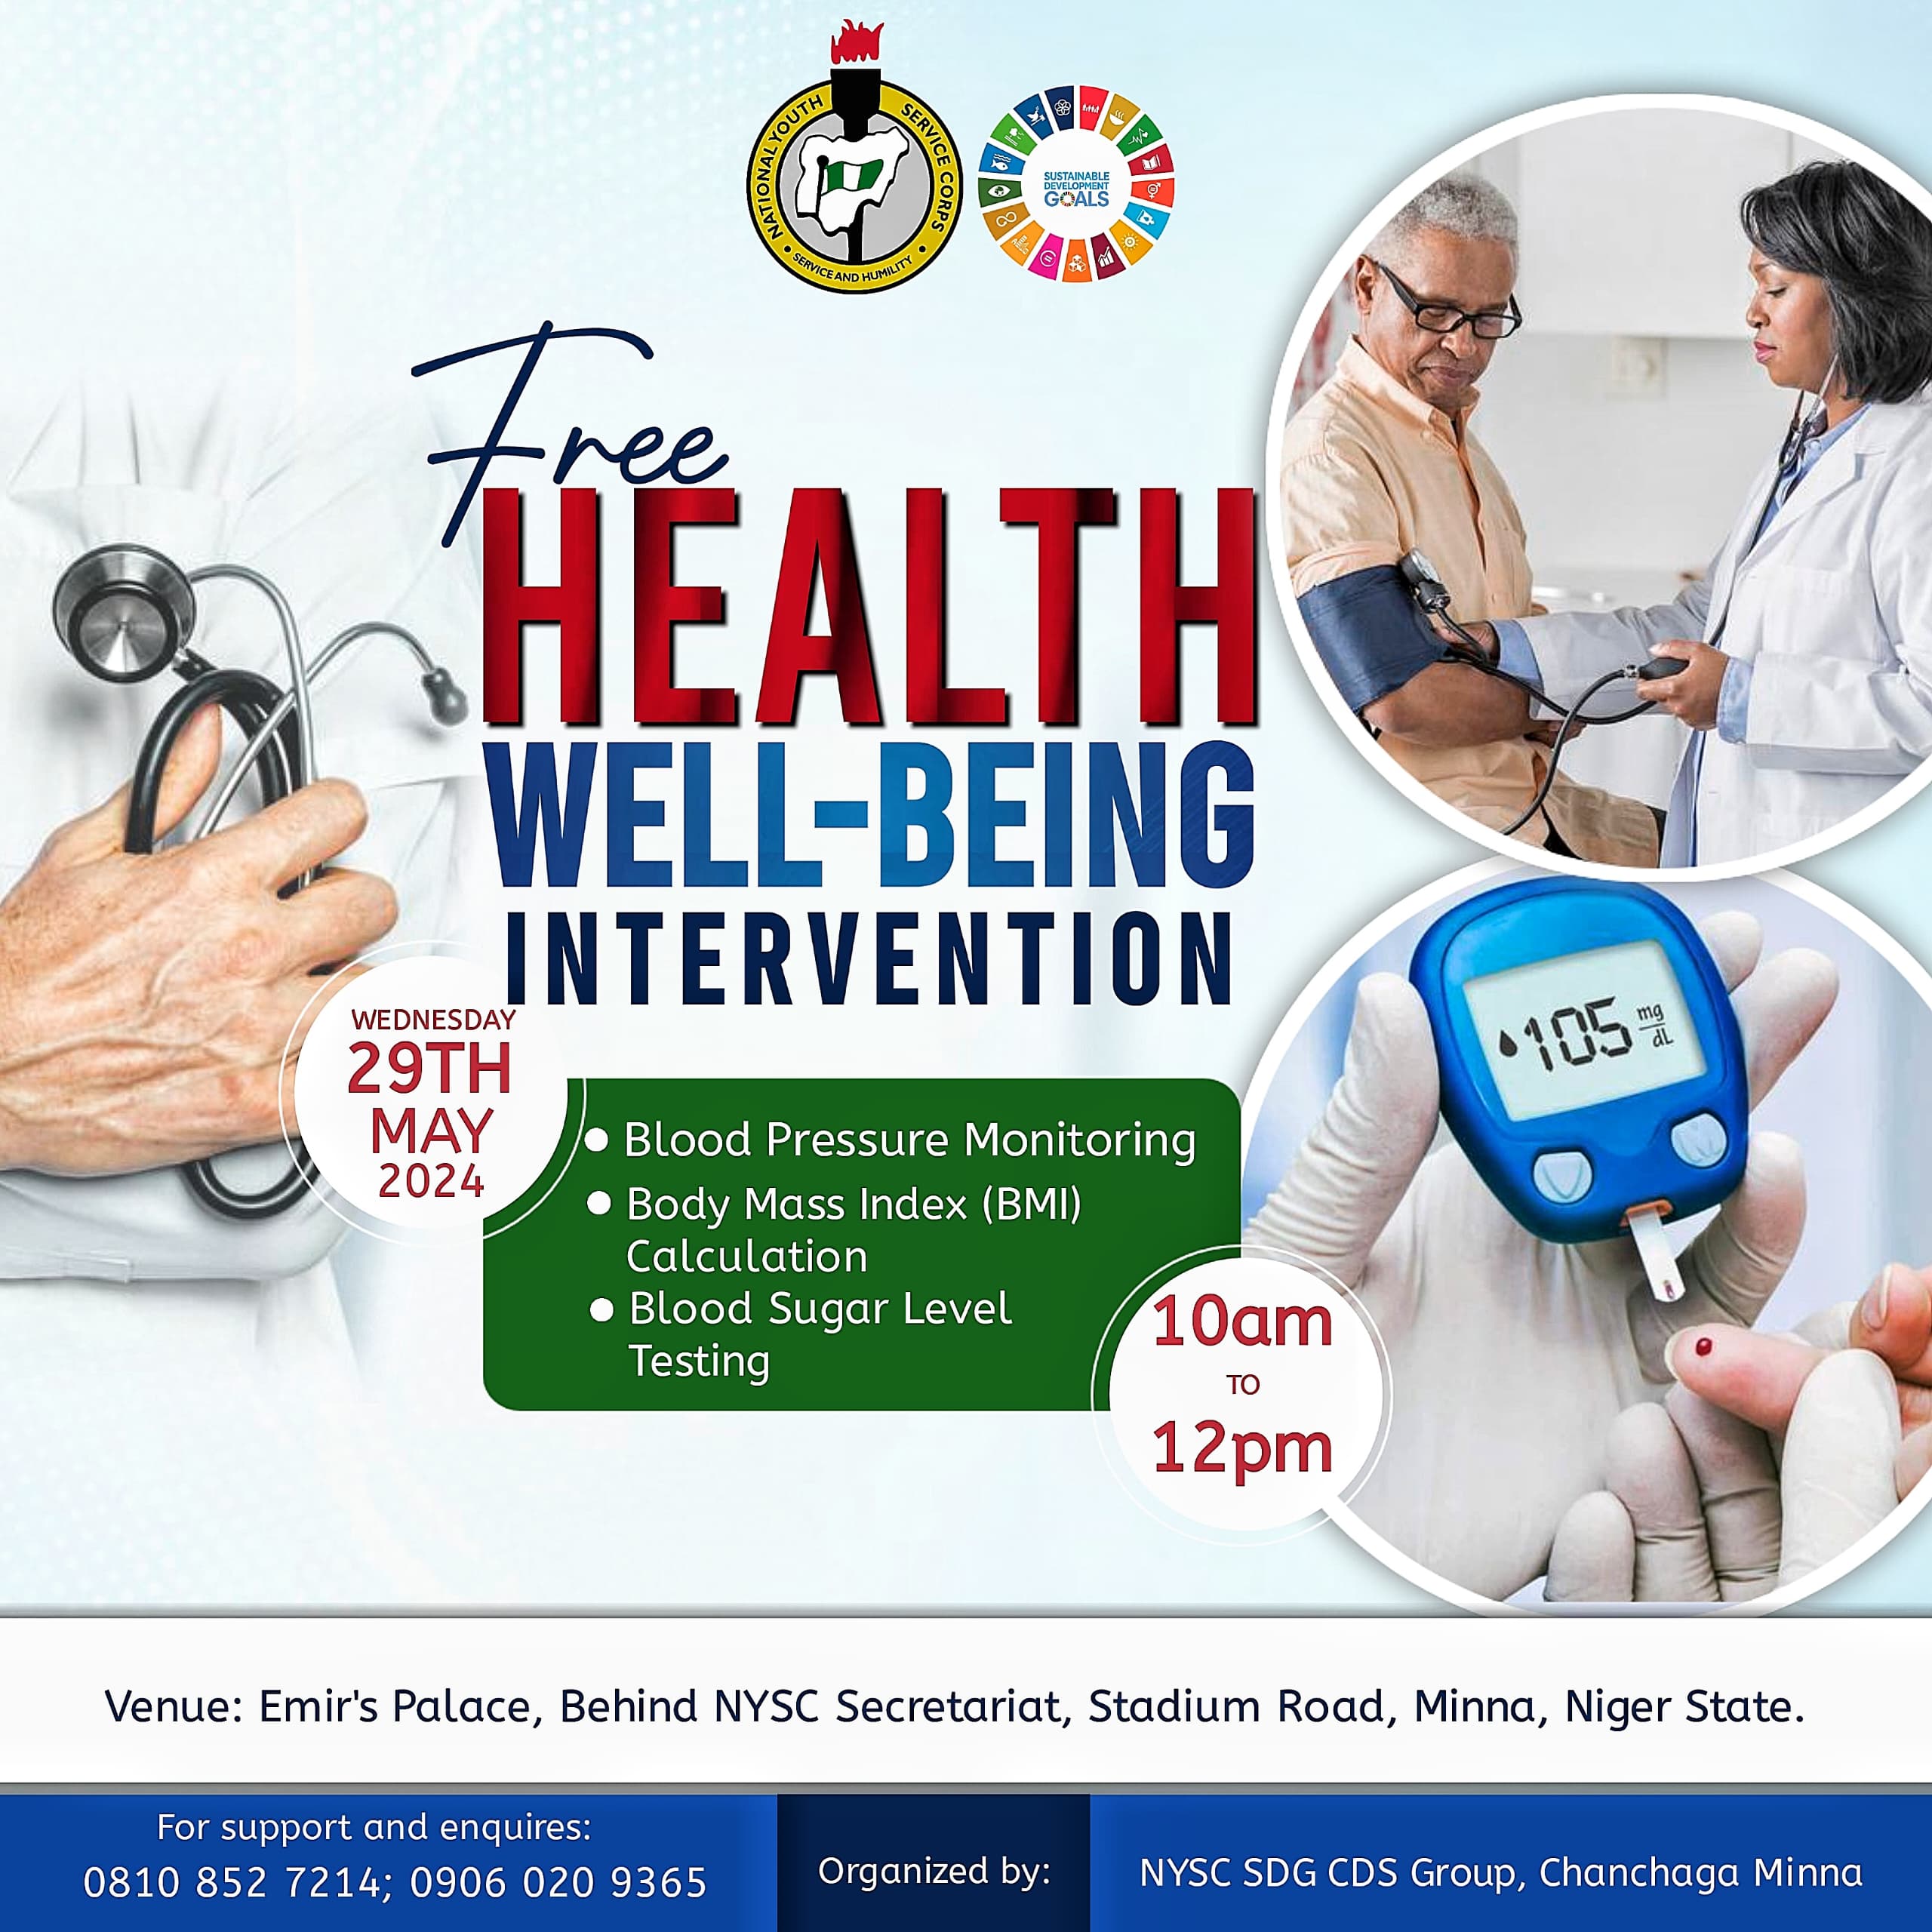 NATIONAL YOUTH SERVICE CORPS
SERVICE AND HUMILITY
SUSTAINABLE
DEVELOPMENT
GOALS
Free
HEALTH
WELL-BEING
INTERVENTION
WEDNESDAY
29TH
MAY
2024
• Blood Pressure Monitoring
• Body Mass Index (BMI)
Calculation
• Blood Sugar Level
Testing
105 mg
dL
10am
TO
12pm
Venue: Emir's Palace, Behind NYSC Secretariat, Stadium Road, Minna, Niger State.
For support and enquires:
0810 852 7214; 0906 020 9365
Organized by:
NYSC SDG CDS Group, Chanchaga Minna